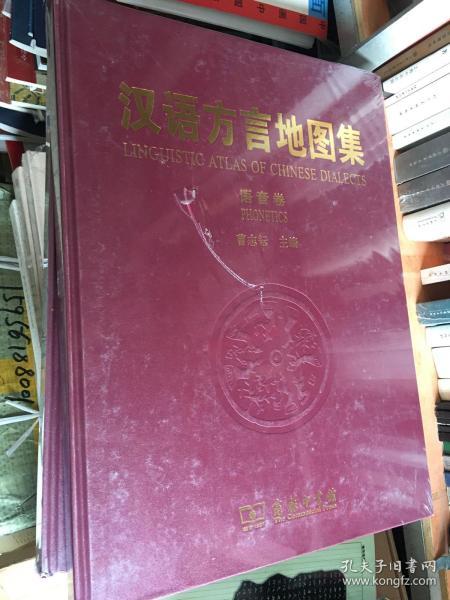 汉语方言地图集
LINGUISTIC ATLAS OF CHINESE DIALECTS
语音卷
PHONETICS
曹志耘 主编
商务印书馆
The Commercial Press
15956188001
孔夫子旧书网
www.kongfz.com